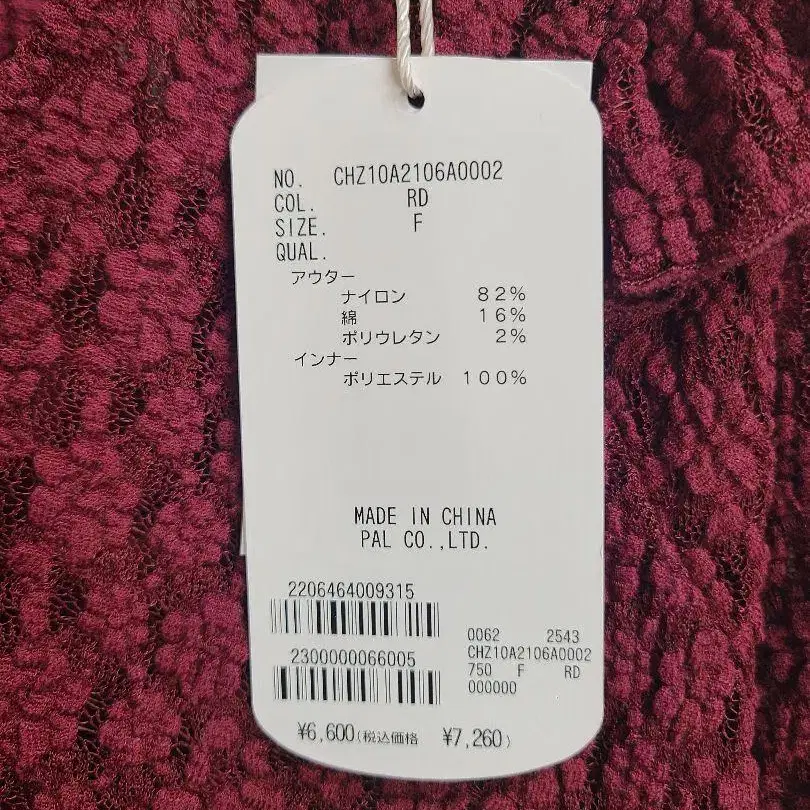 NO. CHZ10A2106A0002
COL. RD
SIZE. F
QUAL.
アウター
ナイロン 82%
綿 16%
ポリウレタン 2%
インナー
ポリエステル 100%
MADE IN CHINA
PAL CO.,LTD.
2206464009315
2300000066005
0062 2543
CHZ10A2106A0002
750 F RD
000000
¥6,600(税込価格 ¥7,260)